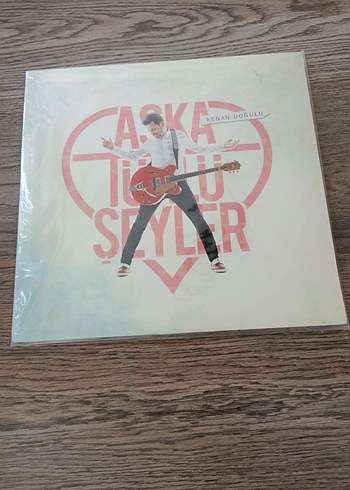 AŞKA
KENAN DOĞULU
TÜRLÜ
ŞEYLER